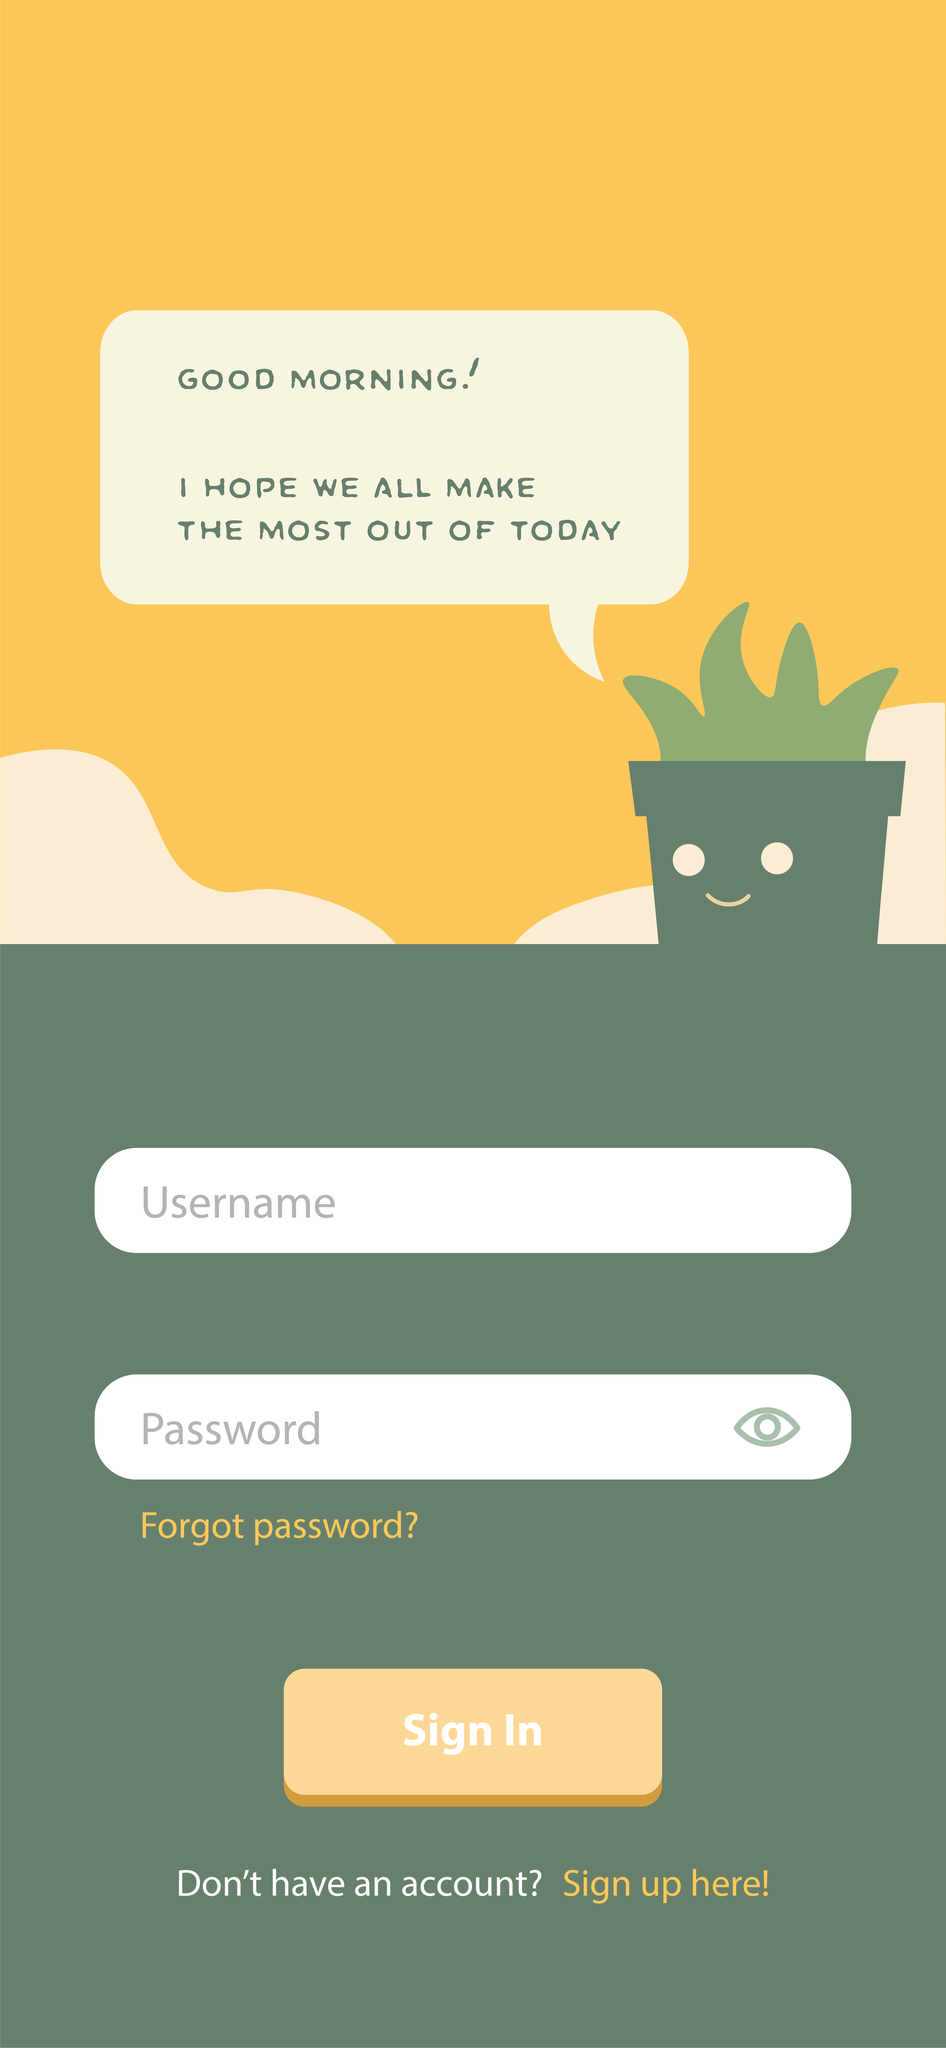 GOOD MORNING!
I HOPE WE ALL MAKE
THE MOST OUT OF TODAY
Username
Password
Forgot password?
Sign In
Don’t have an account? Sign up here!